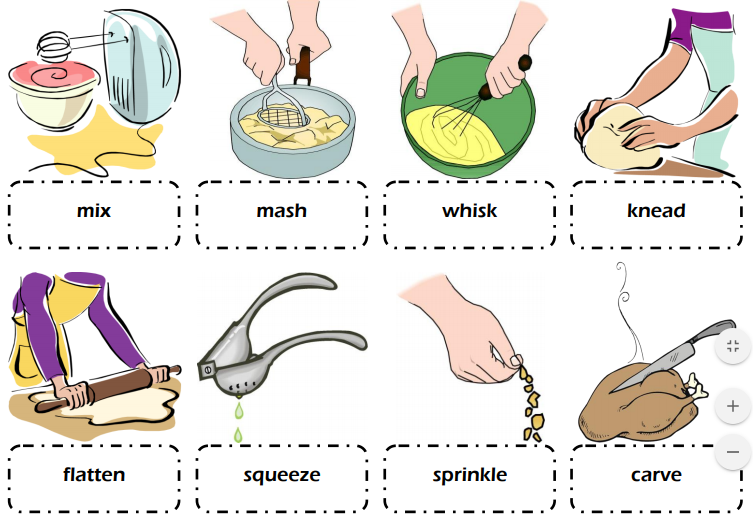 mix
mash
whisk
knead
flatten
squeeze
sprinkle
carve